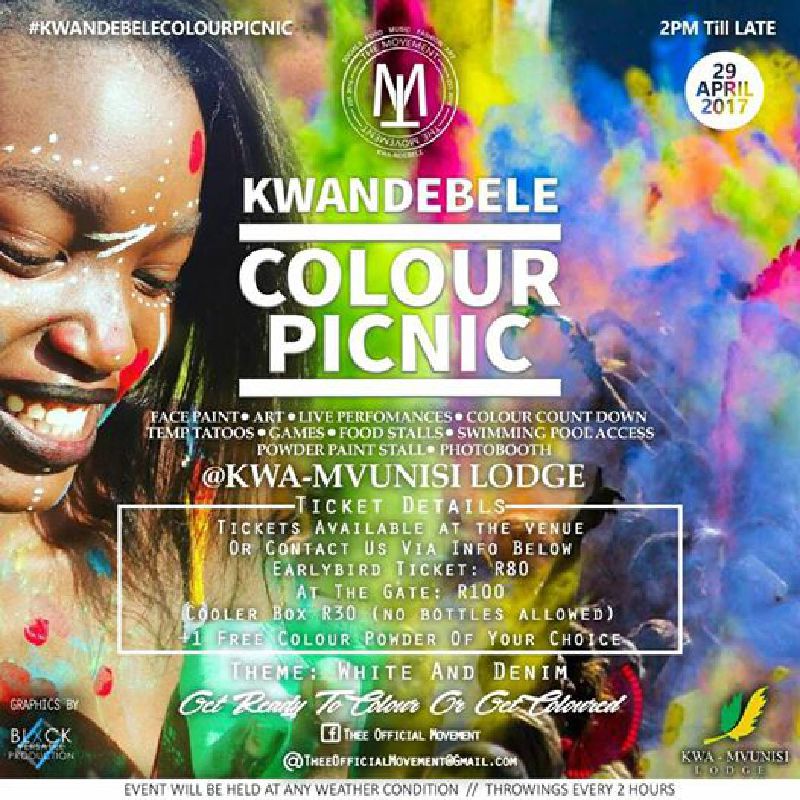 #KWANDEBELECOLOURPICNIC
2PM Till LATE
29
APRIL
2017
THE MOVEMENT
THE MOVEMENT
KWANDEBELE
COLOUR
PICNIC
FACE PAINT • ART • LIVE PERFOMANCES • COLOUR COUNT DOWN
TEMP TATOOS • GAMES • FOOD STALLS • SWIMMING POOL ACCESS
POWDER PAINT STALL • PHOTOBOOTH
@KWA-MVUNISI LODGE
TICKET DETAILS
TICKETS AVAILABLE AT THE VENUE
OR CONTACT US VIA INFO BELOW
EARLYBIRD TICKET: R80
AT THE GATE: R100
COOLER BOX R30 (NO BOTTLES ALLOWED)
+1 FREE COLOUR POWDER OF YOUR CHOICE
THEME: WHITE AND DENIM
Get Ready To Colour Or Get Coloured
THEE OFFICIAL MOVEMENT
@THEEOFFICIALMOVEMENT@GMAIL.COM
GRAPHICS BY
BLACK
PRODUCTION
KWA - MVUNISI
LODGE
EVENT WILL BE HELD AT ANY WEATHER CONDITION // THROWINGS EVERY 2 HOURS